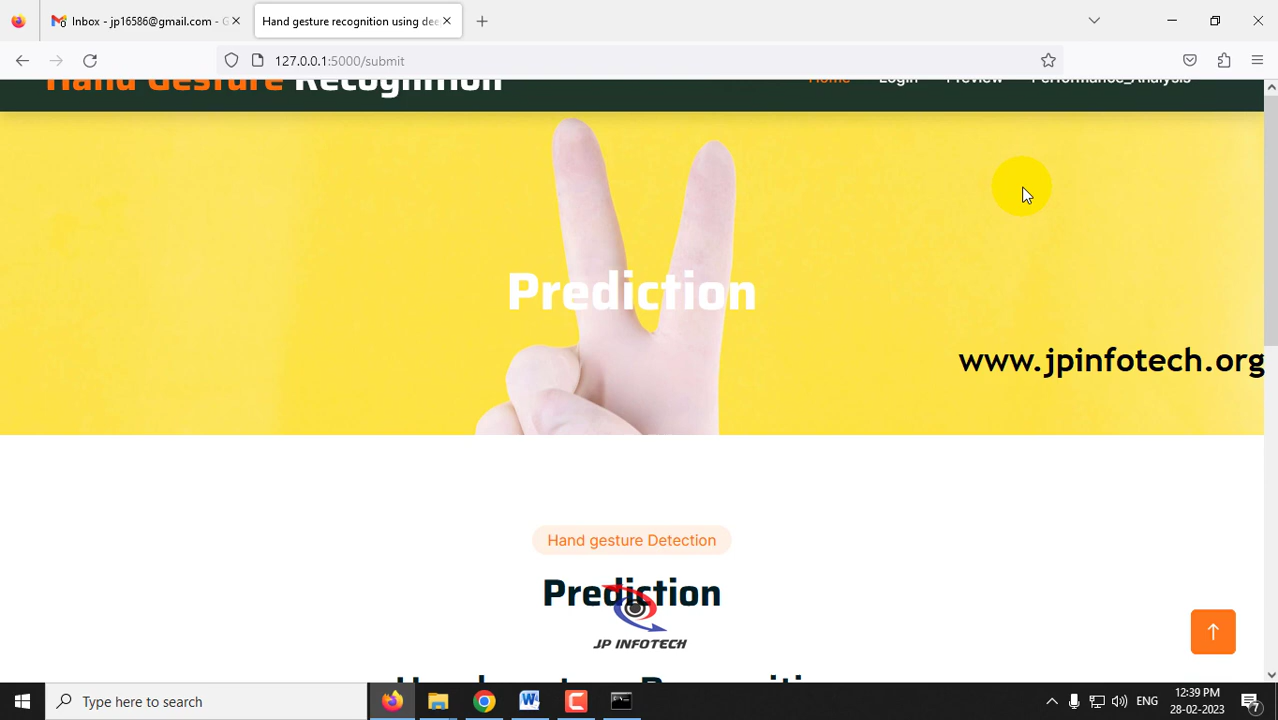 Inbox - jp16586@gmail.com - G
Hand gesture recognition using dee
127.0.0.1:5000/submit
Hand Gesture Recognition
Home Login Preview Performance_Analysis
Prediction
www.jpinfotech.org
Hand gesture Detection
Prediction
JP INFOTECH
Type here to search
ENG
12:39 PM
28-02-2023
7